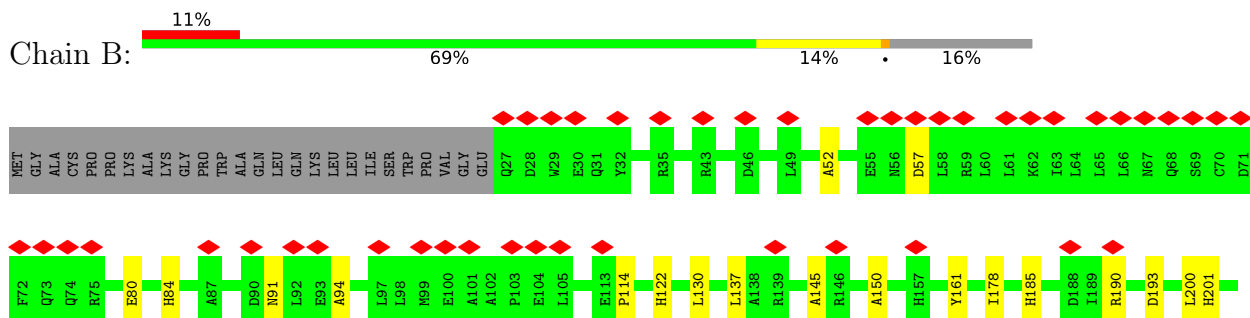 11%
Chain B:
69% 14% • 16%
MET GLY ALA CYS PRO PRO LYS ALA LYS GLY PRO TRP ALA GLN LEU GLN LYS LEU LEU ILE SER TRP PRO VAL GLY GLU Q27 D28 W29 E30 Q31 Y32 R35 R43 D46 L49 A52 E55 N56 D57 L58 R59 L60 L61 K62 I63 L64 L65 L66 N67 Q68 S69 C70 D71
F72 Q73 Q74 R75 E80 H84 A87 D90 N91 L92 E93 A94 L97 L98 M99 E100 A101 A102 P103 E104 L105 E113 P114 H122 L130 L137 A138 R139 A145 R146 A150 H157 Y161 I178 H185 D188 I189 R190 D193 L200 H201